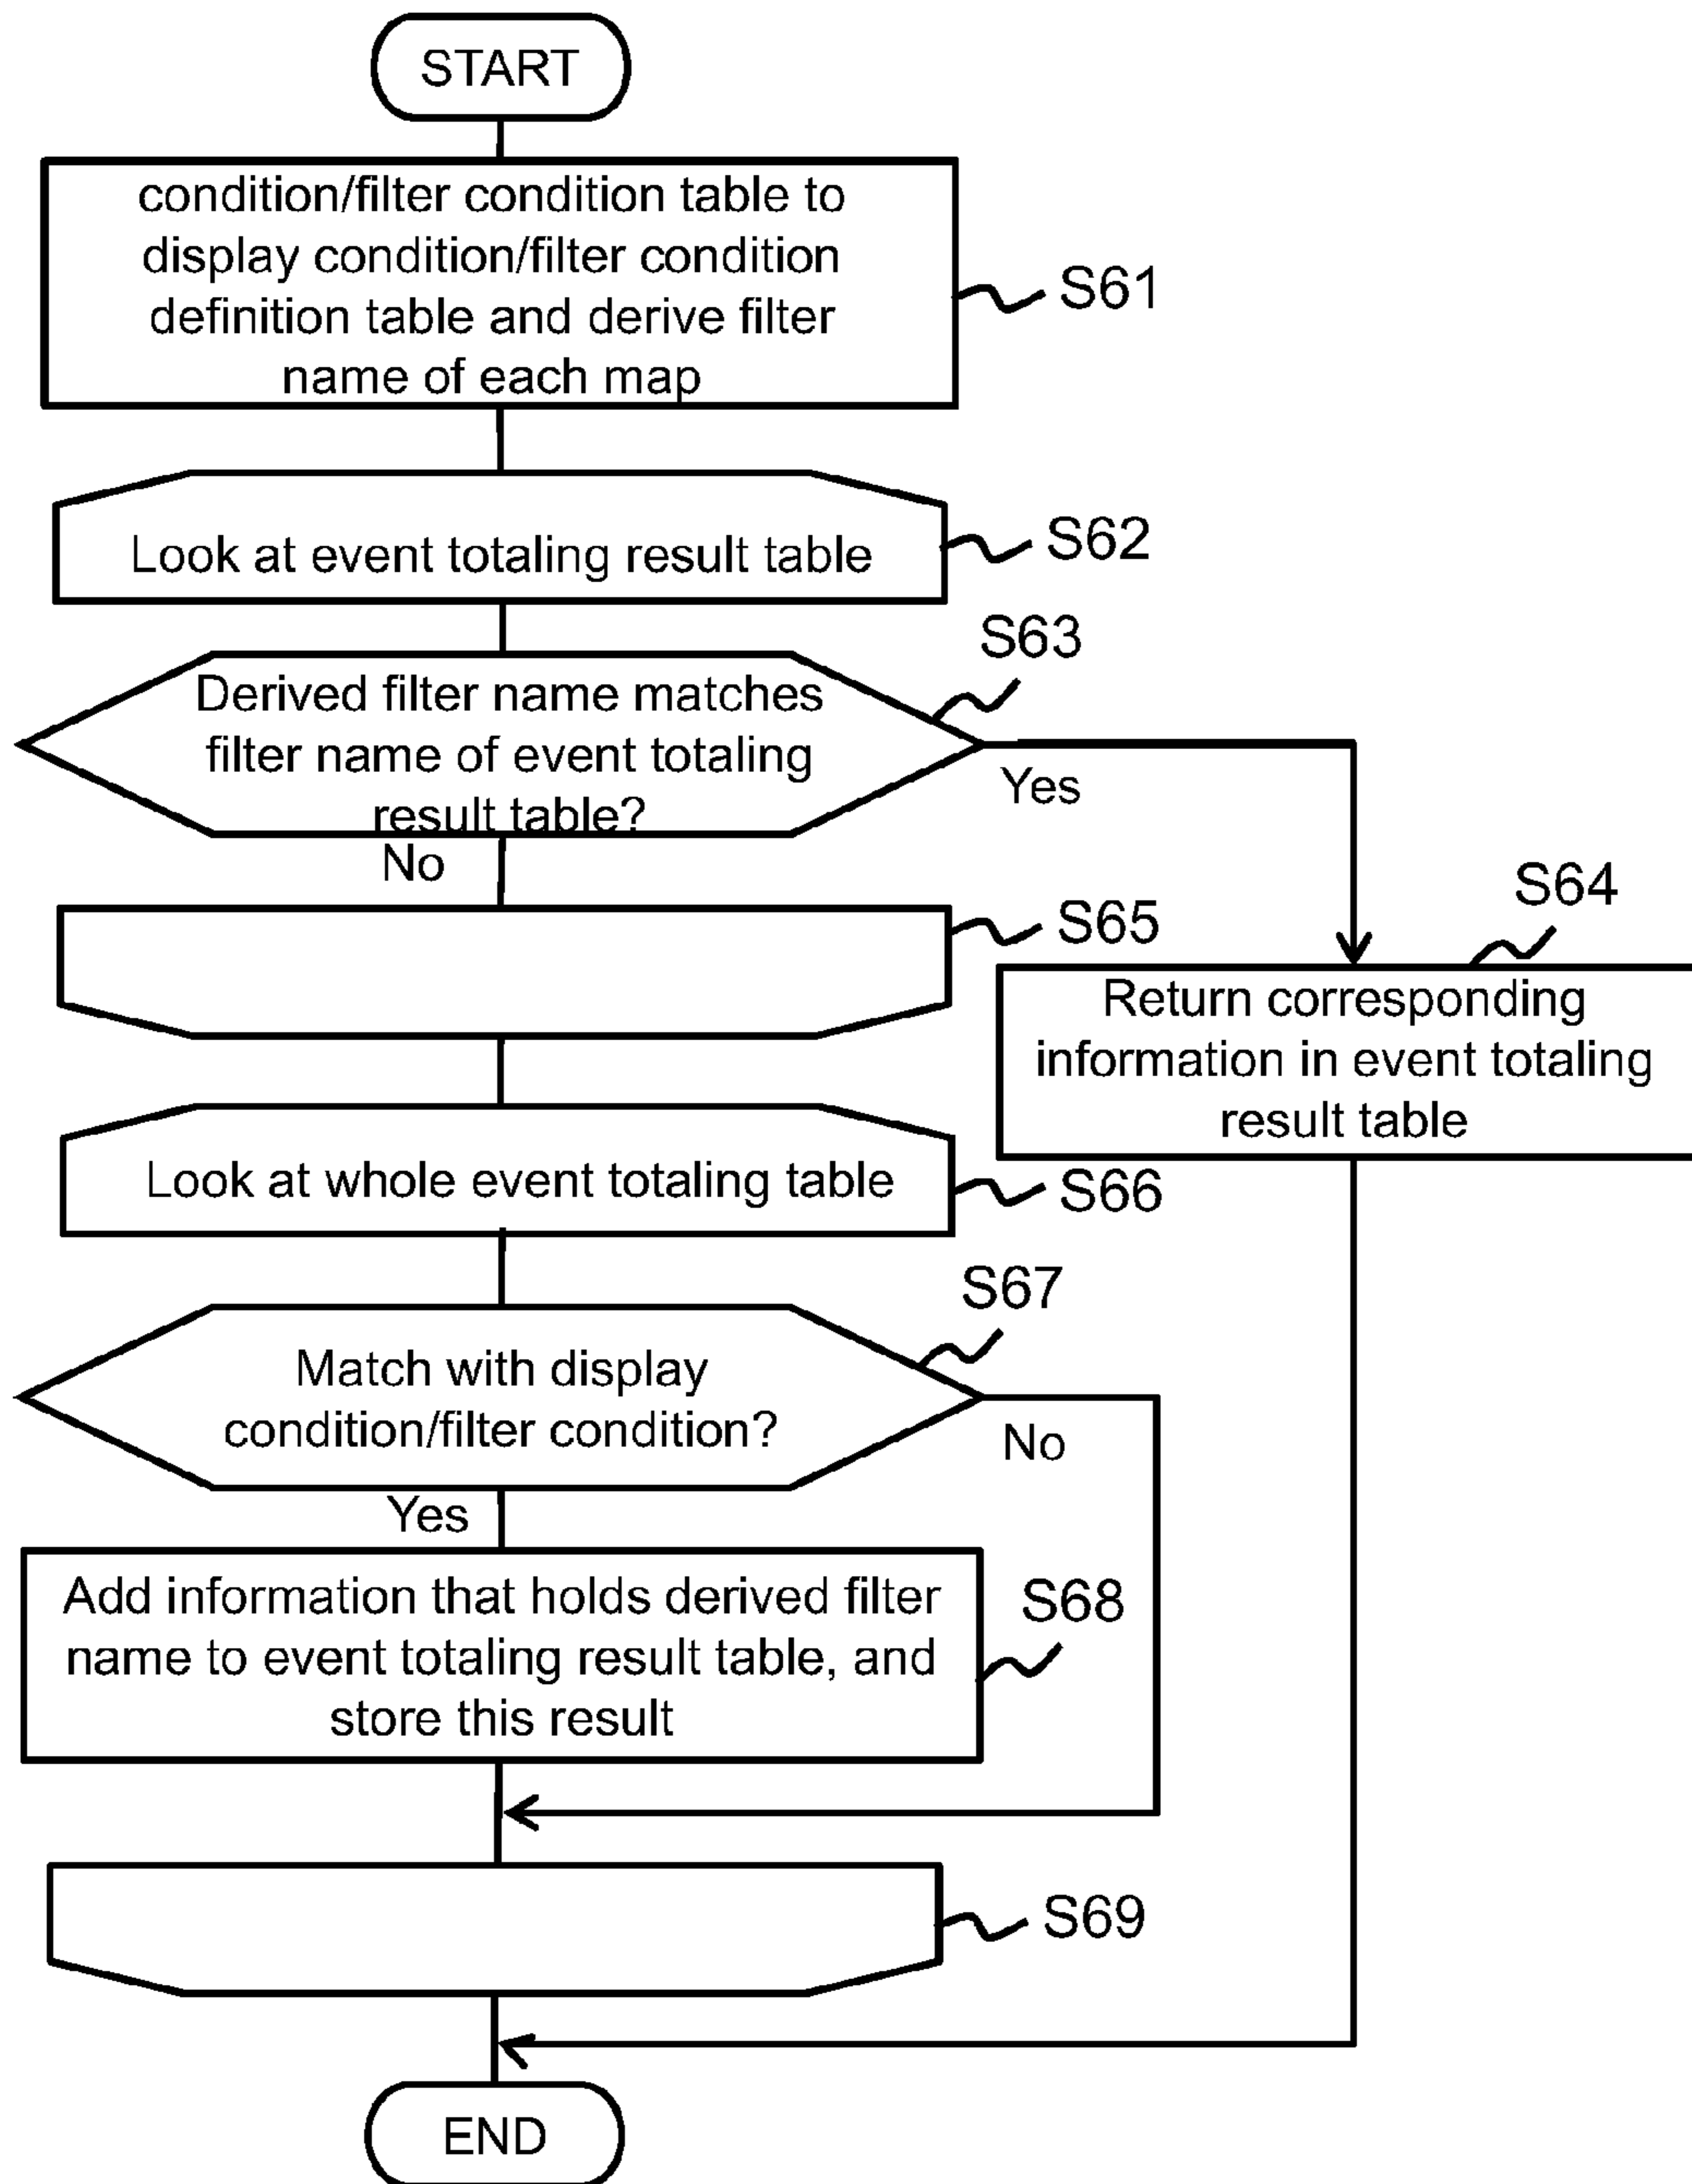 START
condition/filter condition table to
display condition/filter condition
definition table and derive filter
name of each map
S61
Look at event totaling result table
S62
S63
Derived filter name matches
filter name of event totaling
result table?
Yes
No
S64
S65
Return corresponding
information in event totaling
result table
Look at whole event totaling table
S66
S67
Match with display
condition/filter condition?
No
Yes
Add information that holds derived filter
name to event totaling result table, and
store this result
S68
S69
END